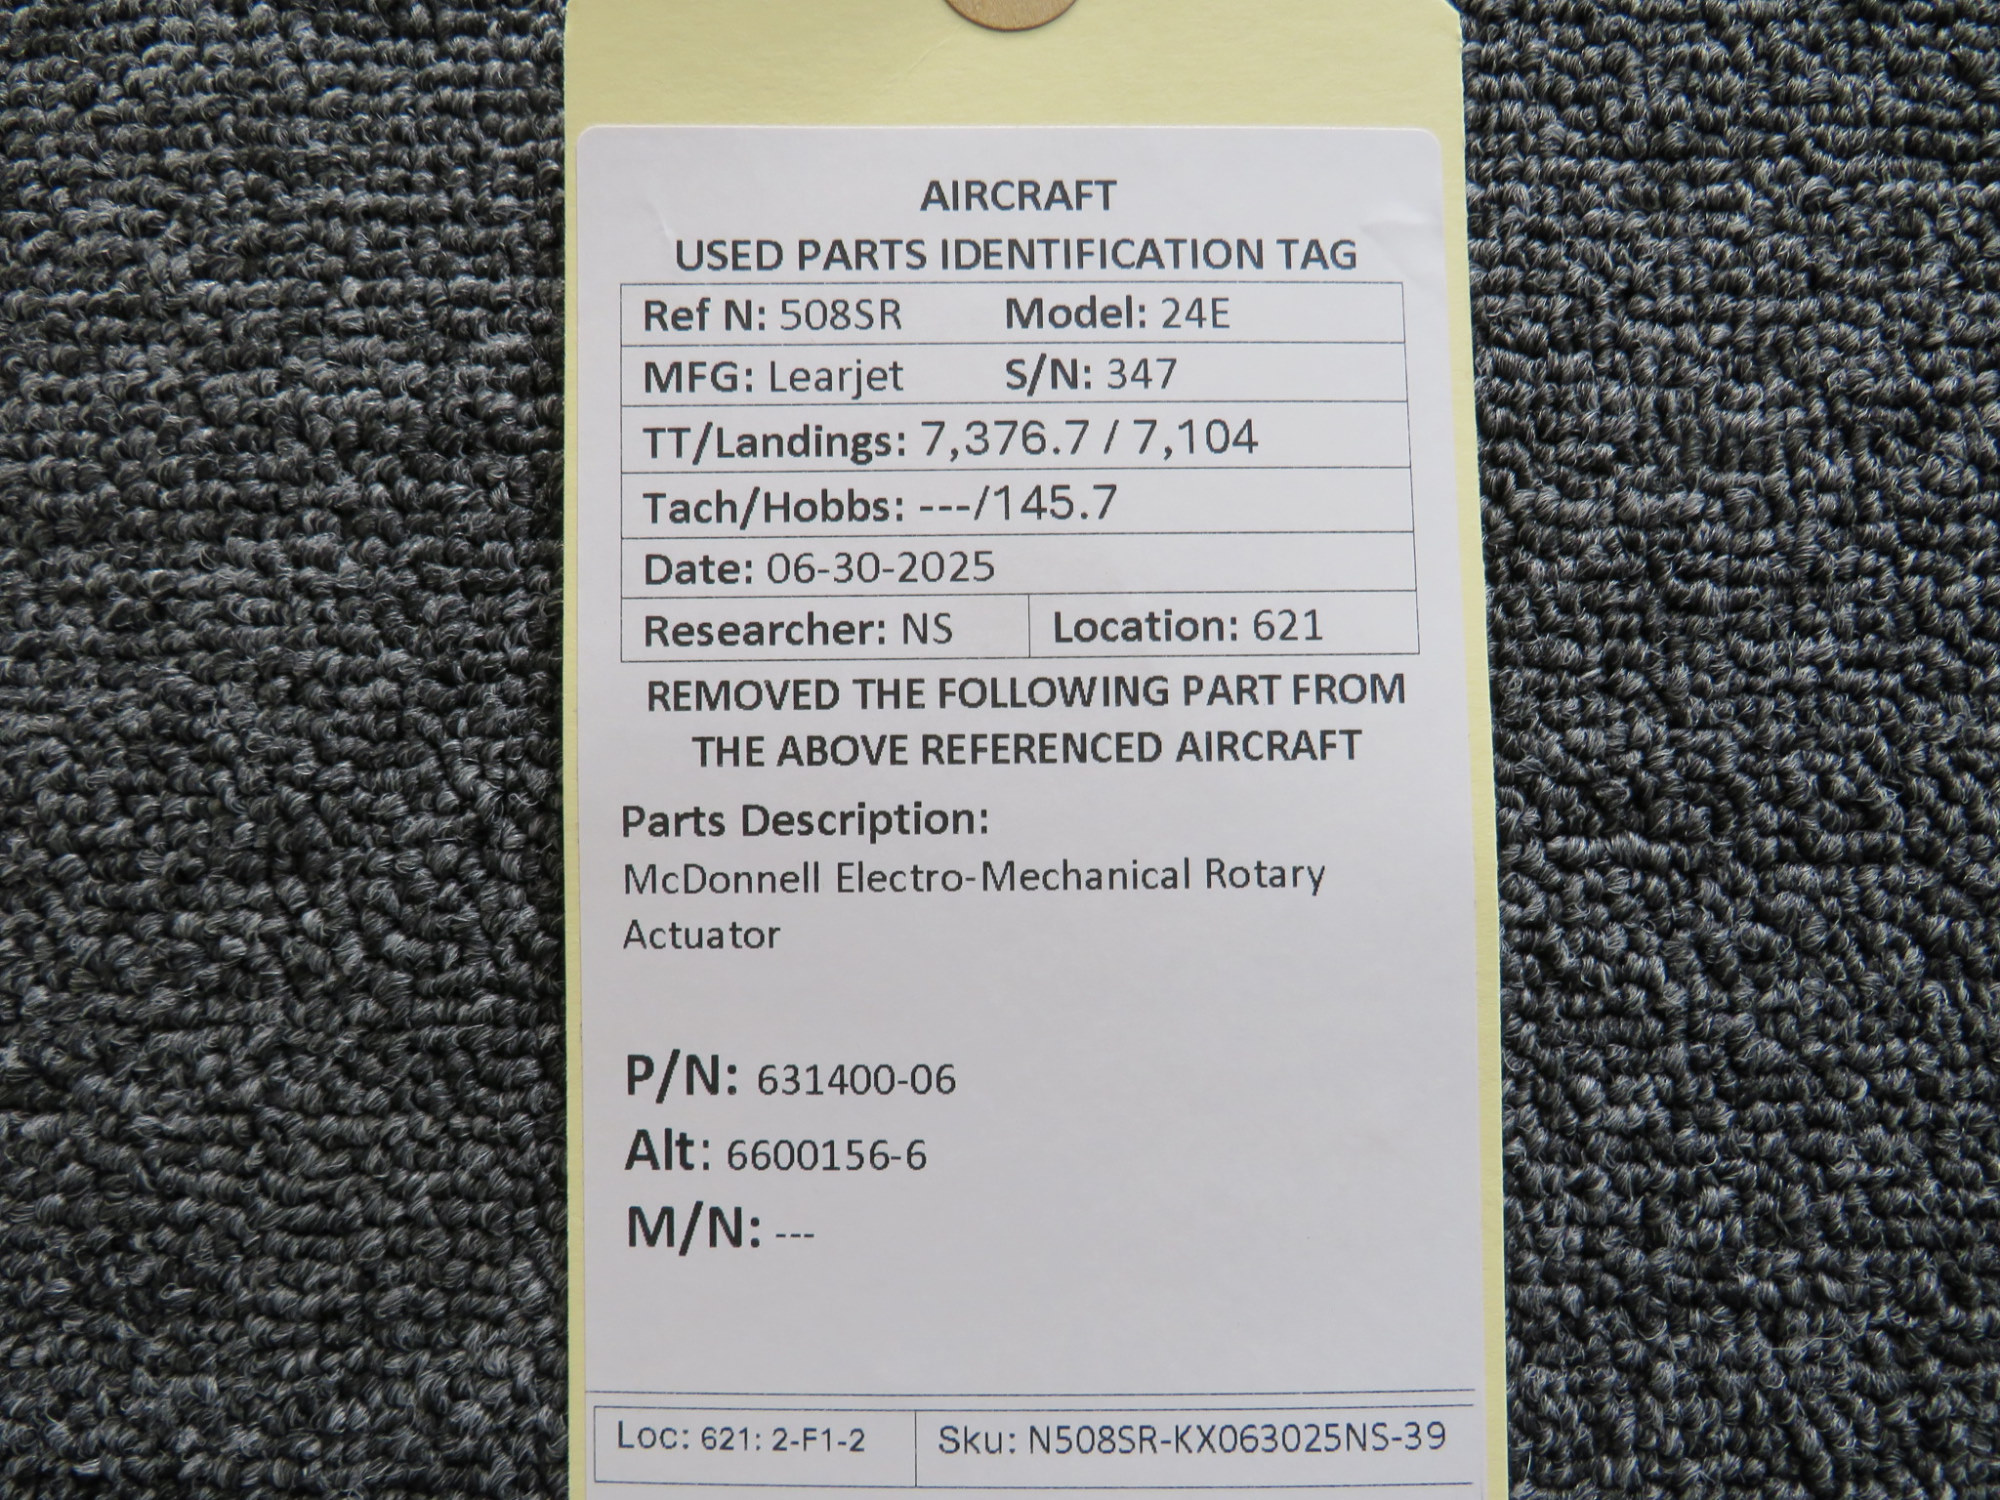 AIRCRAFT
USED PARTS IDENTIFICATION TAG
Ref N: 508SR Model: 24E
MFG: Learjet S/N: 347
TT/Landings: 7,376.7 / 7,104
Tach/Hobbs: ---/145.7
Date: 06-30-2025
Researcher: NS Location: 621
REMOVED THE FOLLOWING PART FROM
THE ABOVE REFERENCED AIRCRAFT
Parts Description:
McDonnell Electro-Mechanical Rotary
Actuator
P/N: 631400-06
Alt: 6600156-6
M/N: ---
Loc: 621: 2-F1-2 Sku: N508SR-KX063025NS-39